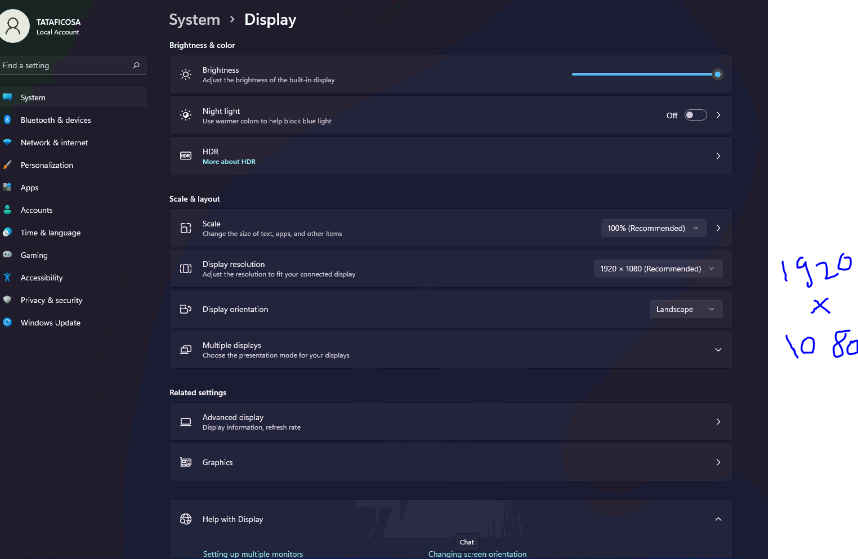 System > Display
TATAFICOSA
Local Account
Find a setting
System
Bluetooth & devices
Network & internet
Personalization
Apps
Accounts
Time & language
Gaming
Accessibility
Privacy & security
Windows Update
Brightness & color
Brightness
Adjust the brightness of the built-in display
Night light
Use warmer colors to help block blue light
Off
HDR
HDR
More about HDR
Scale & layout
Scale
Change the size of text, apps, and other items
100% (Recommended)
Display resolution
Adjust the resolution to fit your connected display
1920 × 1080 (Recommended)
Display orientation
Landscape
Multiple displays
Choose the presentation mode for your displays
Related settings
Advanced display
Display information, refresh rate
Graphics
Help with Display
Chat
Setting up multiple monitors
Changing screen orientation
1920
x
1080